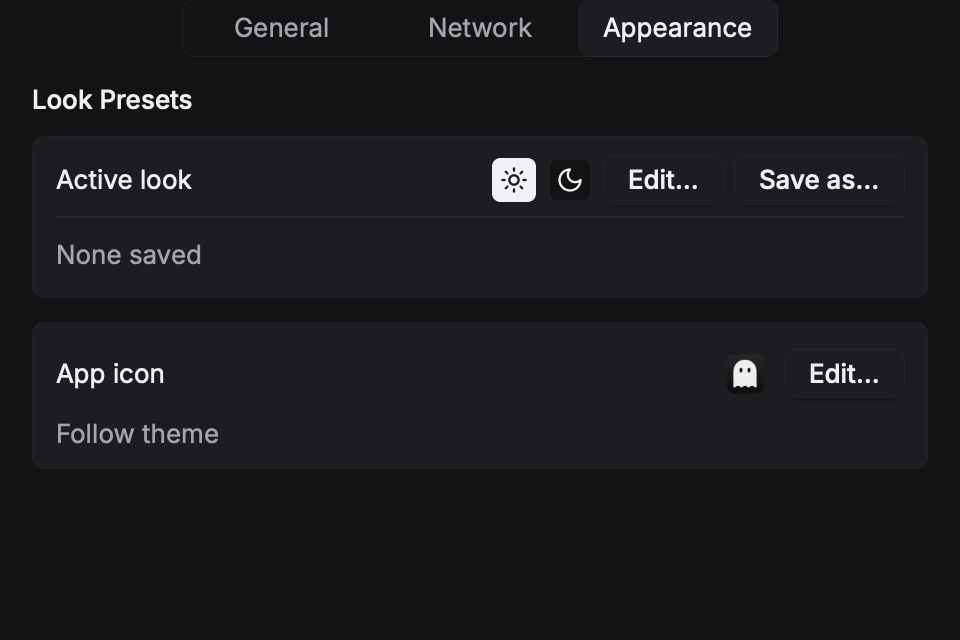 General Network Appearance
Look Presets
Active look Edit... Save as...
None saved
App icon Edit...
Follow theme